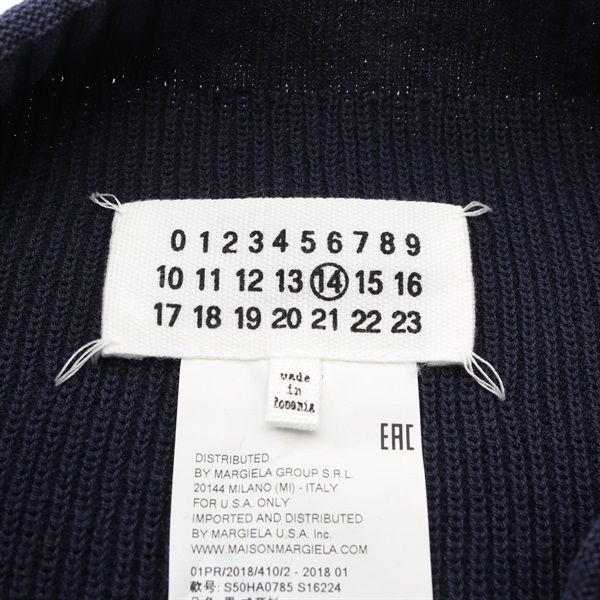 0 1 2 3 4 5 6 7 8 9
10 11 12 13 14 15 16
17 18 19 20 21 22 23
made
in
Romania
EAC
DISTRIBUTED
BY MARGIELA GROUP S.R.L.
20144 MILANO (MI) - ITALY
FOR U.S.A. ONLY
IMPORTED AND DISTRIBUTED
BY MARGIELA U.S.A. Inc.
WWW.MAISONMARGIELA.COM
01PR/2018/410/2 - 2018 01
款号: S50HA0785 S16224